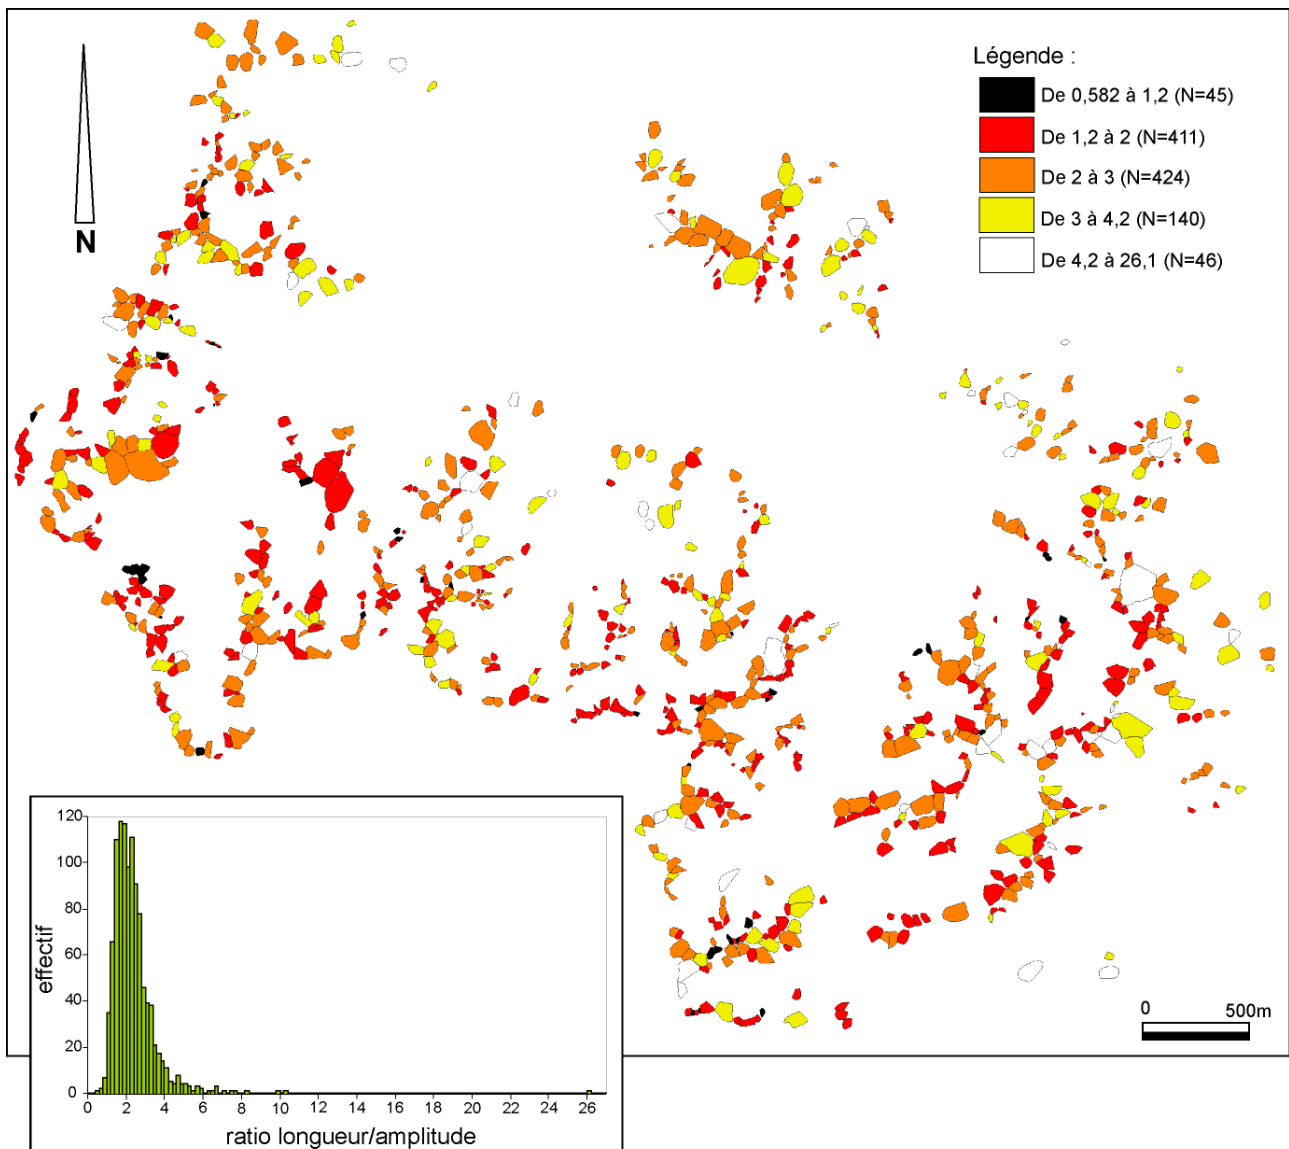 Légende :
De 0,582 à 1,2 (N=45)
De 1,2 à 2 (N=411)
De 2 à 3 (N=424)
De 3 à 4,2 (N=140)
De 4,2 à 26,1 (N=46)
N
0 500m
effectif
120
100
80
60
40
20
0
0 2 4 6 8 10 12 14 16 18 20 22 24 26
ratio longueur/amplitude